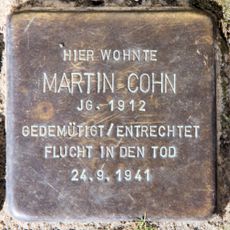 HIER WOHNTE
MARTIN COHN
JG. 1912
GEDEMÜTIGT/ENTRECHTET
FLUCHT IN DEN TOD
24.9.1941